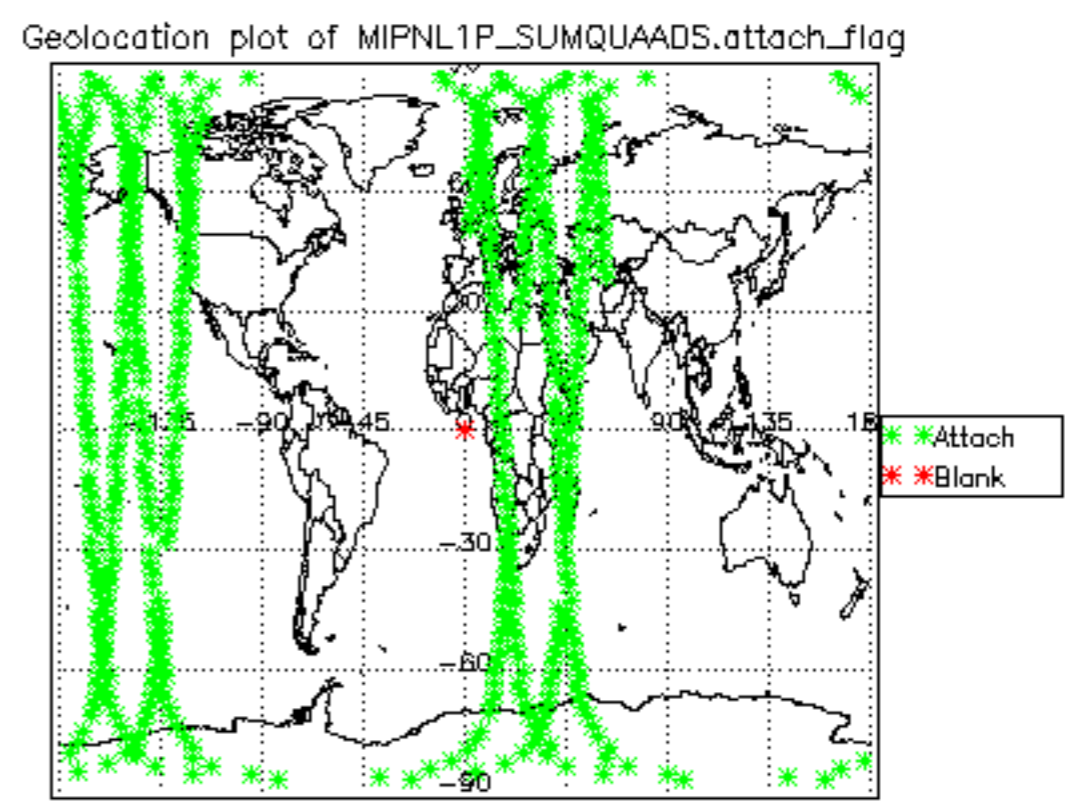 Geolocation plot of MIPNL1P_SUMQUAADS.attach_flag
-135 -90 -45 90 135
-30
-60
-90
Attach
Blank